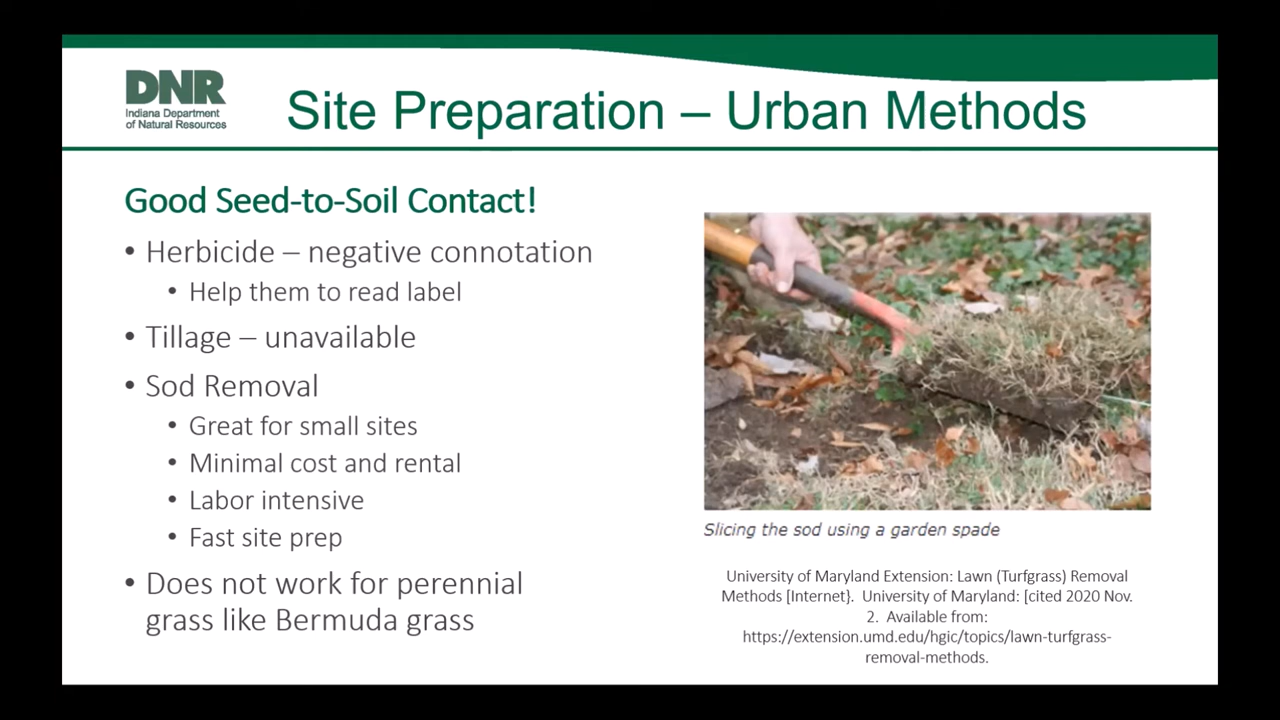 DNR
Indiana Department
of Natural Resources
Site Preparation – Urban Methods
Good Seed-to-Soil Contact!
• Herbicide – negative connotation
• Help them to read label
• Tillage – unavailable
• Sod Removal
• Great for small sites
• Minimal cost and rental
• Labor intensive
• Fast site prep
• Does not work for perennial
grass like Bermuda grass
Slicing the sod using a garden spade
University of Maryland Extension: Lawn (Turfgrass) Removal
Methods [Internet}. University of Maryland: [cited 2020 Nov.
2. Available from:
https://extension.umd.edu/hgic/topics/lawn-turfgrass-
removal-methods.